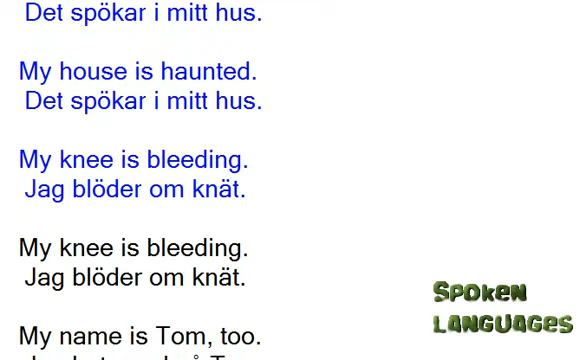 Det spökar i mitt hus.
My house is haunted.
Det spökar i mitt hus.
My knee is bleeding.
Jag blöder om knät.
My knee is bleeding.
Jag blöder om knät.
My name is Tom, too.
Spoken
Languages